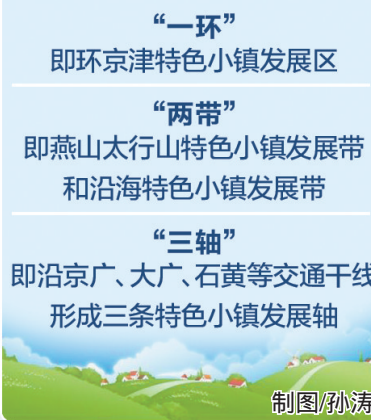 “一环”
即环京津特色小镇发展区
“两带”
即燕山太行山特色小镇发展带
和沿海特色小镇发展带
“三轴”
即沿京广、大广、石黄等交通干线
形成三条特色小镇发展轴
制图/孙涛